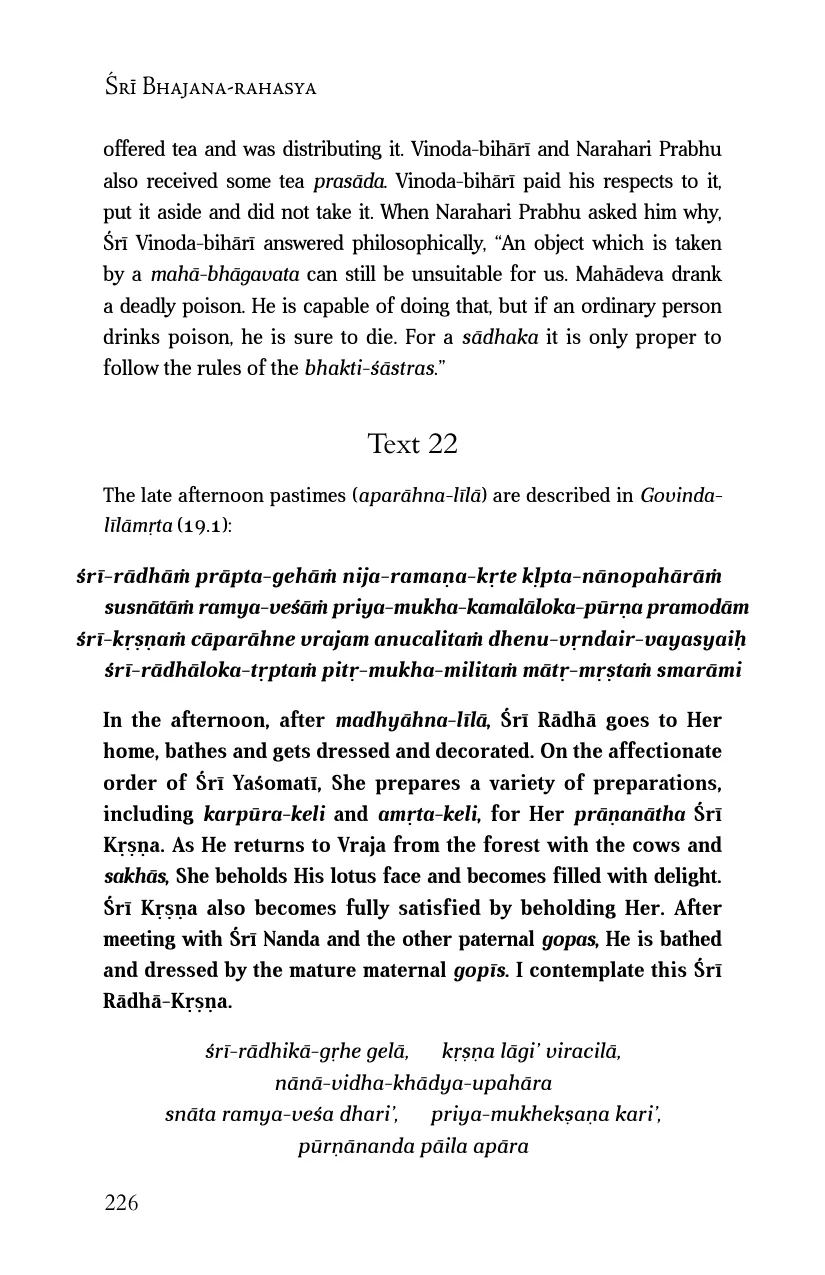 Śrī Bhajana-rahasya
offered tea and was distributing it. Vinoda-bihārī and Narahari Prabhu
also received some tea prasāda. Vinoda-bihārī paid his respects to it,
put it aside and did not take it. When Narahari Prabhu asked him why,
Śrī Vinoda-bihārī answered philosophically, “An object which is taken
by a mahā-bhāgavata can still be unsuitable for us. Mahādeva drank
a deadly poison. He is capable of doing that, but if an ordinary person
drinks poison, he is sure to die. For a sādhaka it is only proper to
follow the rules of the bhakti-śāstras.”
Text 22
The late afternoon pastimes (aparāhna-līlā) are described in Govinda-
līlāmṛta (19.1):
śrī-rādhāṁ prāpta-gehāṁ nija-ramaṇa-kṛte kḷpta-nānopahārāṁ
susnātāṁ ramya-veśāṁ priya-mukha-kamalāloka-pūrṇa pramodām
śrī-kṛṣṇaṁ cāparāhne vrajam anucalitaṁ dhenu-vṛndair-vayasyaiḥ
śrī-rādhāloka-tṛptaṁ pitṛ-mukha-militaṁ mātṛ-mṛṣtaṁ smarāmi
In the afternoon, after madhyāhna-līlā, Śrī Rādhā goes to Her
home, bathes and gets dressed and decorated. On the affectionate
order of Śrī Yaśomatī, She prepares a variety of preparations,
including karpūra-keli and amṛta-keli, for Her prāṇanātha Śrī
Kṛṣṇa. As He returns to Vraja from the forest with the cows and
sakhās, She beholds His lotus face and becomes filled with delight.
Śrī Kṛṣṇa also becomes fully satisfied by beholding Her. After
meeting with Śrī Nanda and the other paternal gopas, He is bathed
and dressed by the mature maternal gopīs. I contemplate this Śrī
Rādhā-Kṛṣṇa.
śrī-rādhikā-gṛhe gelā, kṛṣṇa lāgi’ viracilā,
nānā-vidha-khādya-upahāra
snāta ramya-veśa dhari’, priya-mukhekṣaṇa kari’,
pūrṇānanda pāila apāra
226